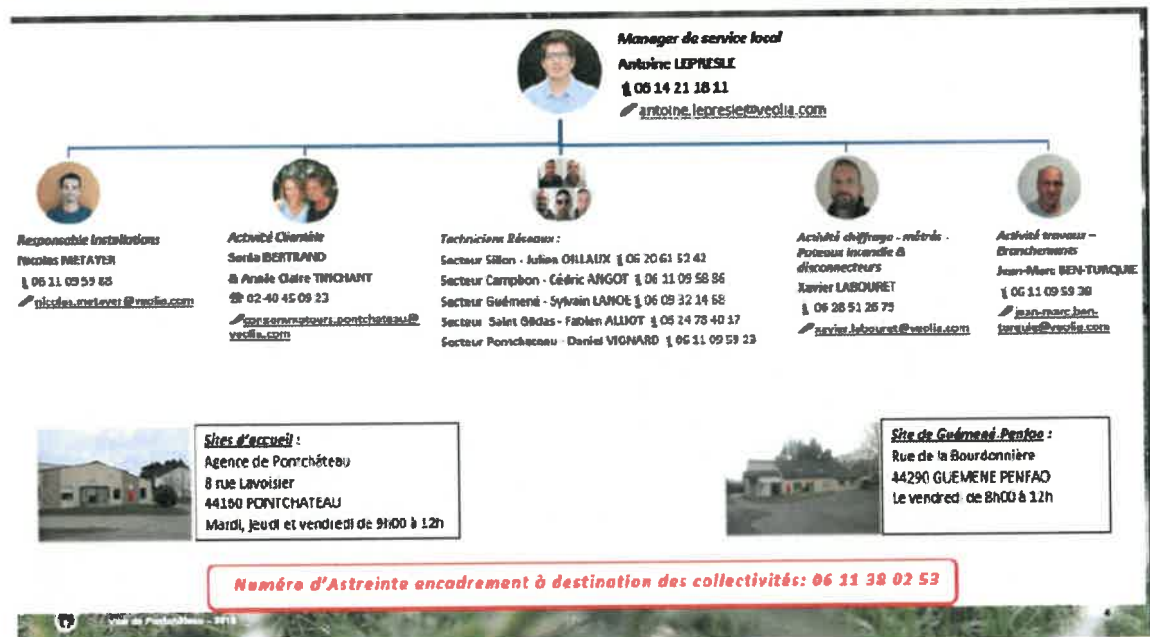 Manager de service local
Antoine LEPRESLE
06 14 21 18 11
antoine.lepresle@veolia.com
Responsable Installations
Nicolas METAYER
06 11 09 59 88
nicolas.metayer@veolia.com
Activité Clientèle
Sonia BERTRAND
& Annie Claire TINCHANT
02 40 45 09 23
consommateurs.pontchateau@
veolia.com
Techniciens Réseaux :
Secteur Sillon - Julien ORLAUX 06 20 61 52 42
Secteur Campbon - Cédric ANGOT 06 11 09 58 86
Secteur Guémené - Sylvain LANOE 06 09 32 14 68
Secteur Saint Gildas - Fabien ALLIOT 06 24 78 40 17
Secteur Pontchateau - Daniel VIGNARD 06 11 09 59 23
Activité chiffrage - métrés -
Poteaux incendie &
disconnecteurs
Xavier LABOURET
06 28 51 26 75
xavier.labouret@veolia.com
Activité travaux –
Branchements
Jean-Marc BEN-TURQUIE
06 11 09 59 38
jean-marc.ben-
turquie@veolia.com
Sites d'accueil :
Agence de Pontchâteau
8 rue Lavoisier
44160 PONTCHATEAU
Mardi, jeudi et vendredi de 9h00 à 12h
Site de Guémené-Penfao :
Rue de la Bourdonnière
44290 GUEMENE PENFAO
Le vendredi de 8h00 à 12h
Numéro d'Astreinte encadrement à destination des collectivités: 06 11 38 02 53
de Pontchâteau - 2018